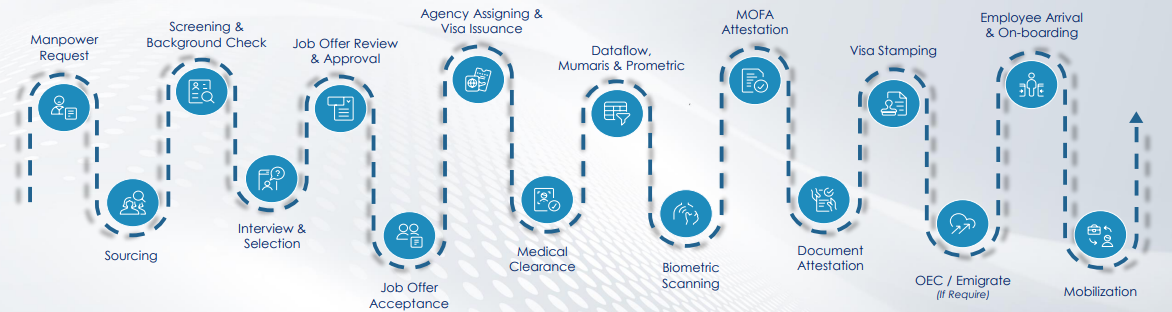 Manpower
Request
Sourcing
Screening &
Background Check
Interview &
Selection
Job Offer Review
& Approval
Job Offer
Acceptance
Agency Assigning &
Visa Issuance
Medical
Clearance
Dataflow,
Mumaris & Prometric
Biometric
Scanning
MOFA
Attestation
Document
Attestation
Visa Stamping
OEC / Emigrate
(If Require)
Employee Arrival
& On-boarding
Mobilization